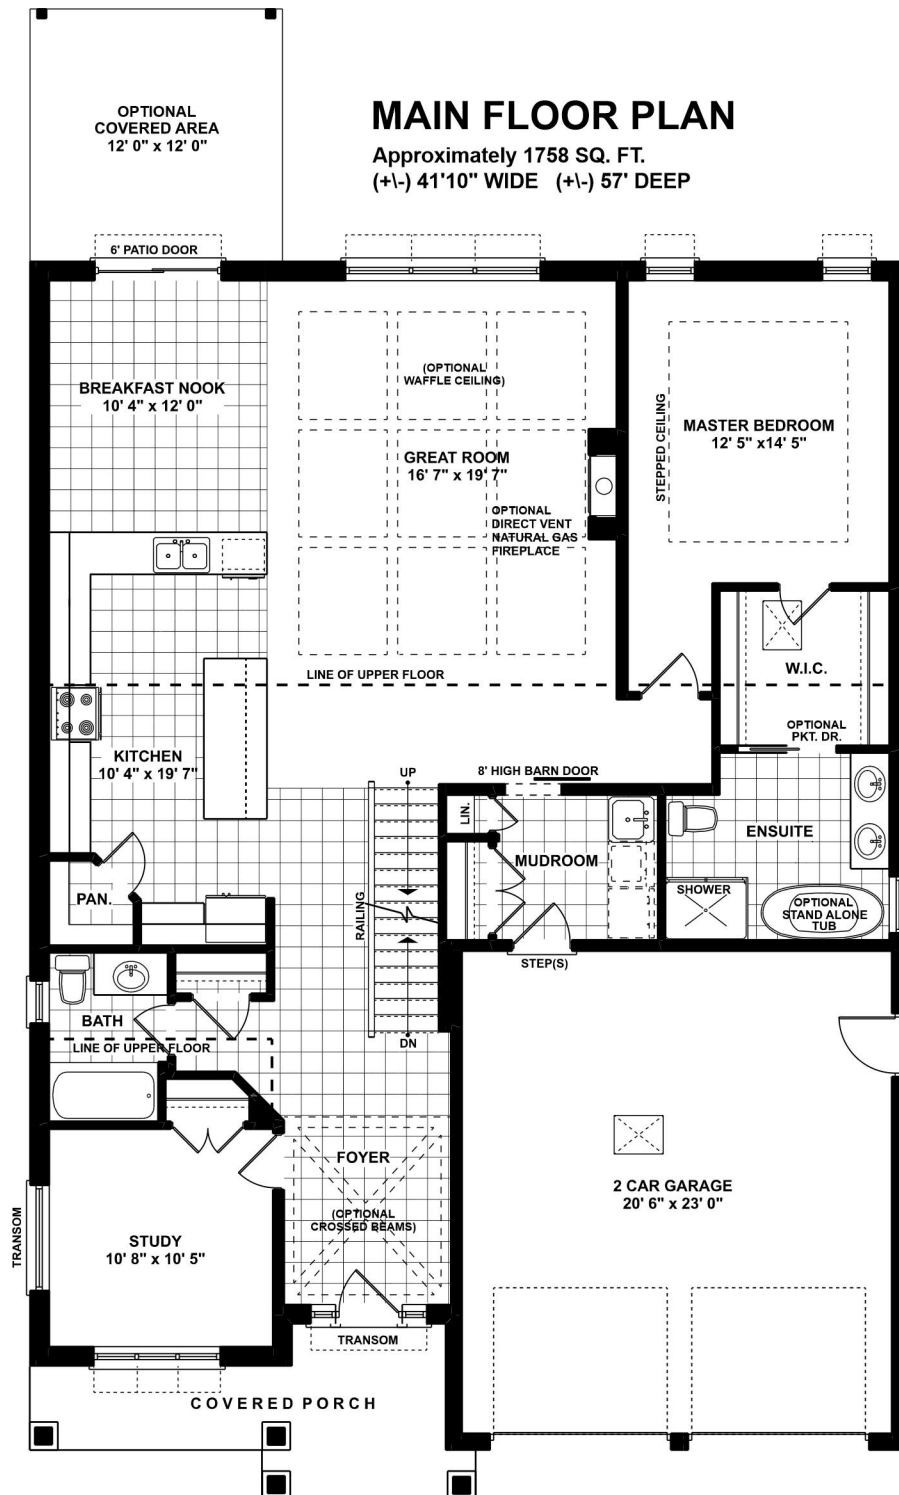 OPTIONAL
COVERED AREA
12' 0" x 12' 0"
MAIN FLOOR PLAN
Approximately 1758 SQ. FT.
(+\-) 41'10" WIDE (+\-) 57' DEEP
6' PATIO DOOR
BREAKFAST NOOK
10' 4" x 12' 0"
(OPTIONAL
WAFFLE CEILING)
GREAT ROOM
16' 7" x 19' 7"
OPTIONAL
DIRECT VENT
NATURAL GAS
FIREPLACE
STEPPED CEILING
MASTER BEDROOM
12' 5" x14' 5"
LINE OF UPPER FLOOR
W.I.C.
OPTIONAL
PKT. DR.
KITCHEN
10' 4" x 19' 7"
UP
8' HIGH BARN DOOR
LIN.
MUDROOM
ENSUITE
SHOWER
OPTIONAL
STAND ALONE
TUB
PAN.
RAILING
STEP(S)
DN
BATH
LINE OF UPPER FLOOR
FOYER
(OPTIONAL
CROSSED BEAMS)
2 CAR GARAGE
20' 6" x 23' 0"
TRANSOM
STUDY
10' 8" x 10' 5"
TRANSOM
COVERED PORCH